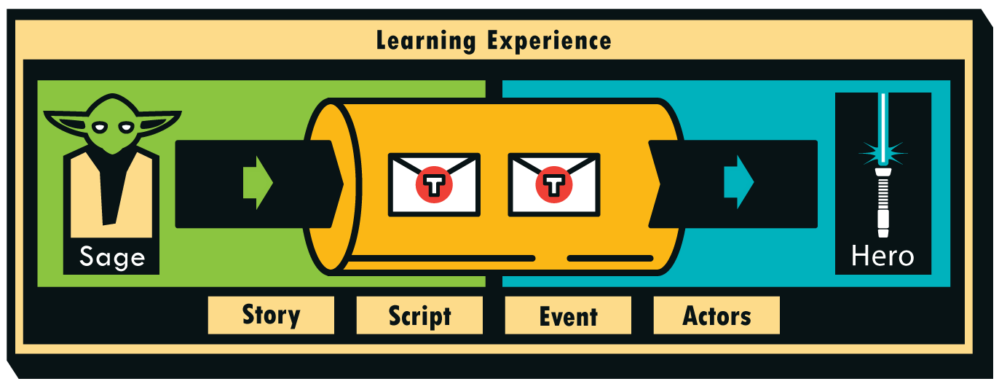 Learning Experience
T
T
Sage
Hero
Story
Script
Event
Actors